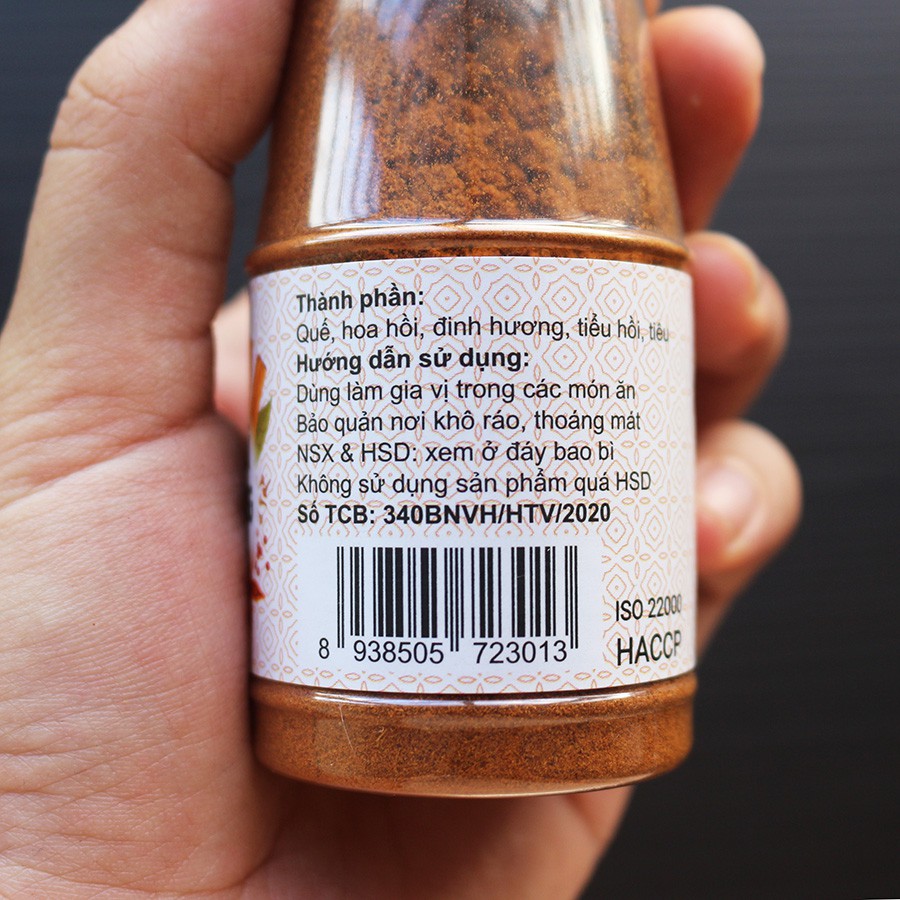 Thành phần:
Quế, hoa hồi, đinh hương, tiểu hồi, tiêu
Hướng dẫn sử dụng:
Dùng làm gia vị trong các món ăn
Bảo quản nơi khô ráo, thoáng mát
NSX & HSD: xem ở đáy bao bì
Không sử dụng sản phẩm quá HSD
Số TCB: 340BNVH/HTV/2020
8 938505 723013
ISO 22000
HACCP